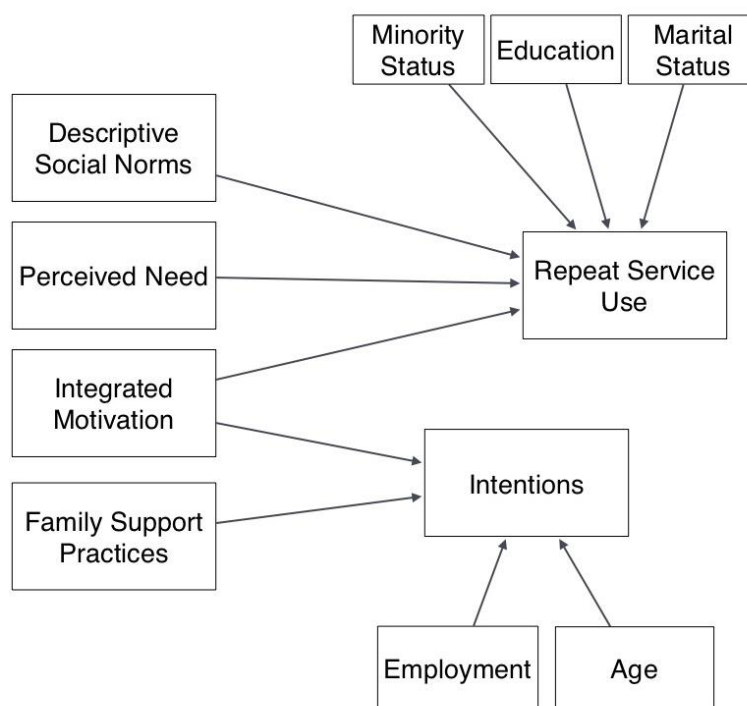 Minority
Status
Education
Marital
Status
Descriptive
Social Norms
Perceived Need
Repeat Service
Use
Integrated
Motivation
Intentions
Family Support
Practices
Employment
Age